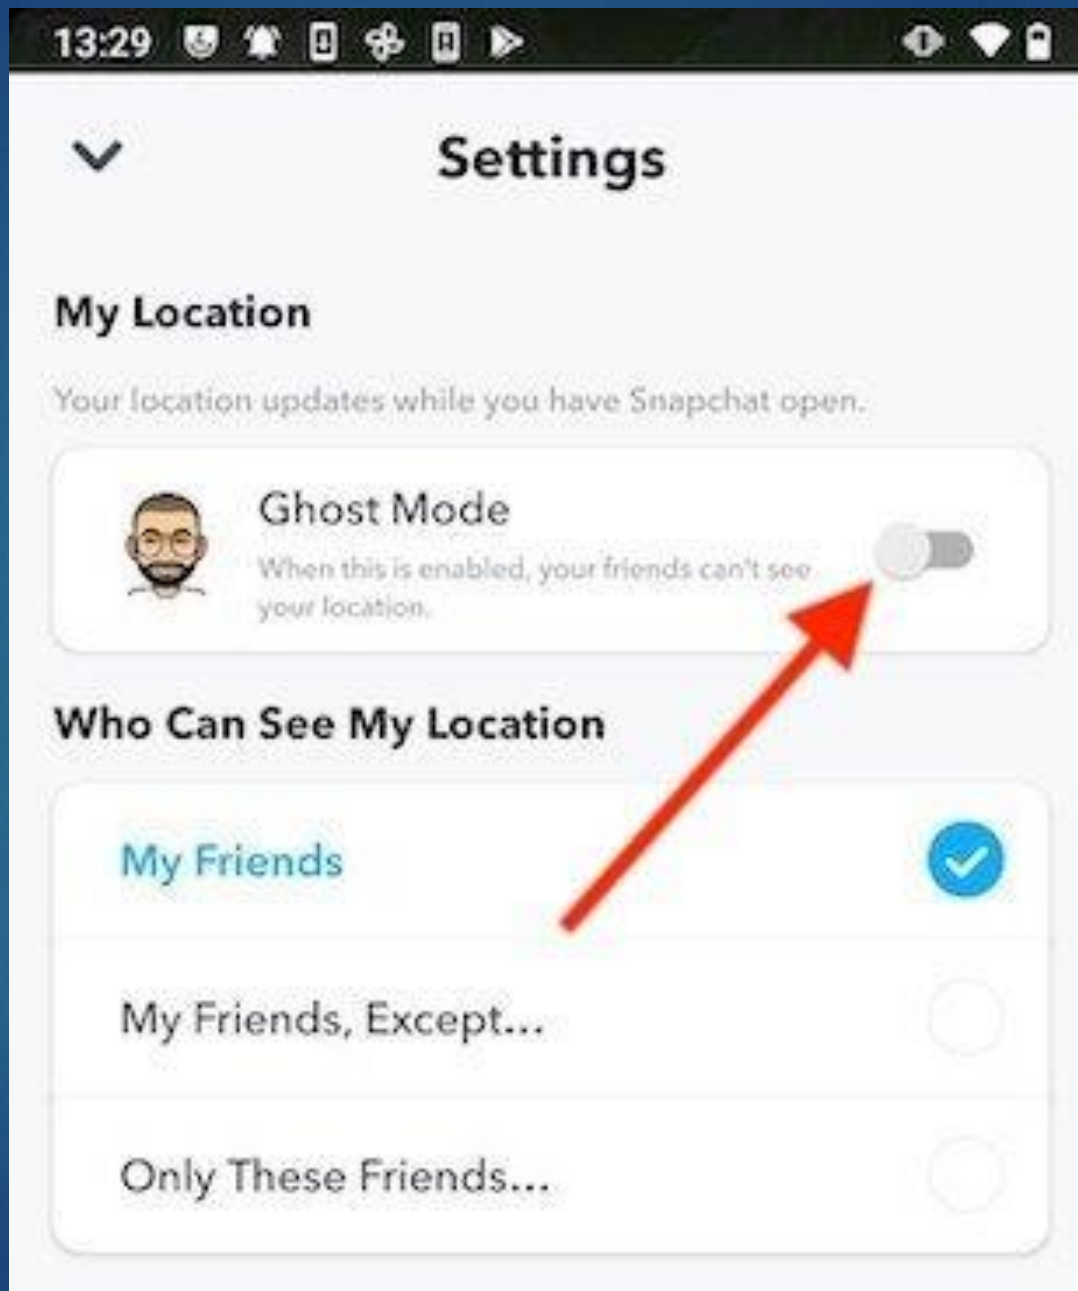 13:29
Settings
My Location
Your location updates while you have Snapchat open.
Ghost Mode
When this is enabled, your friends can't see
your location.
Who Can See My Location
My Friends
My Friends, Except...
Only These Friends...